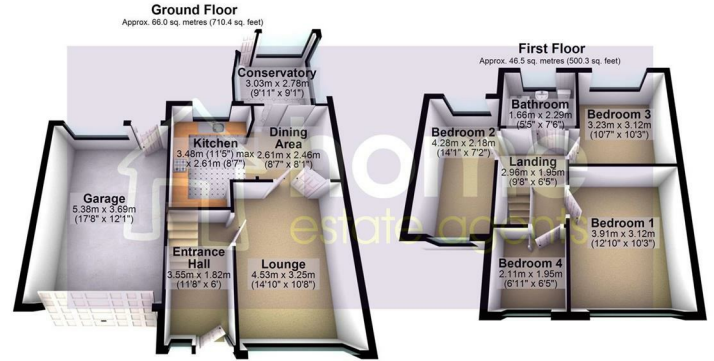 Ground Floor
Approx. 66.0 sq. metres (710.4 sq. feet)
Conservatory
3.03m x 2.78m
(9'11" x 9'1")
Kitchen
3.48m (11'5") max
x 2.61m (8'7")
Dining
Area
2.61m x 2.46m
(8'7" x 8'1")
Garage
5.38m x 3.69m
(17'8" x 12'1")
Entrance
Hall
3.55m x 1.82m
(11'8" x 6')
Lounge
4.53m x 3.25m
(14'10" x 10'8")
First Floor
Approx. 46.5 sq. metres (500.3 sq. feet)
Bathroom
1.66m x 2.29m
(5'5" x 7'6")
Bedroom 3
3.23m x 3.12m
(10'7" x 10'3")
Bedroom 2
4.28m x 2.18m
(14'1" x 7'2")
Landing
2.96m x 1.95m
(9'8" x 6'5")
Bedroom 1
3.91m x 3.12m
(12'10" x 10'3")
Bedroom 4
2.11m x 1.95m
(6'11" x 6'5")
home
estate agents